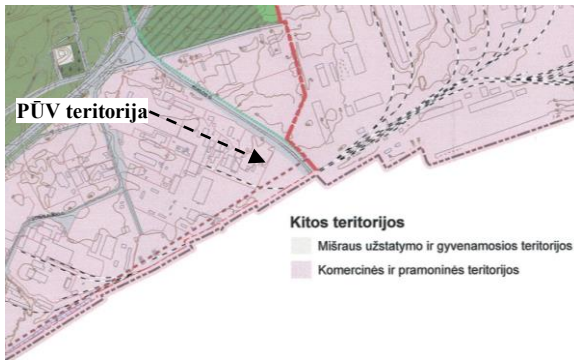 PŪV teritorija
Kitos teritorijos
Mišraus užstatymo ir gyvenamosios teritorijos
Komercinės ir pramoninės teritorijos